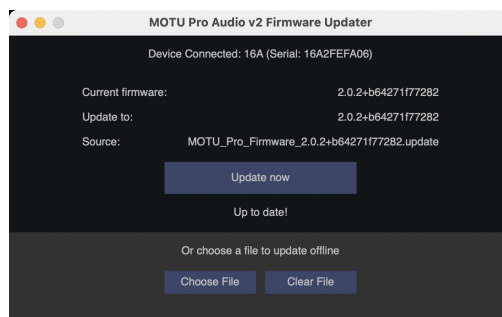 MOTU Pro Audio v2 Firmware Updater
Device Connected: 16A (Serial: 16A2FEFA06)
Current firmware: 2.0.2+b64271f77282
Update to: 2.0.2+b64271f77282
Source: MOTU_Pro_Firmware_2.0.2+b64271f77282.update
Update now
Up to date!
Or choose a file to update offline
Choose File Clear File